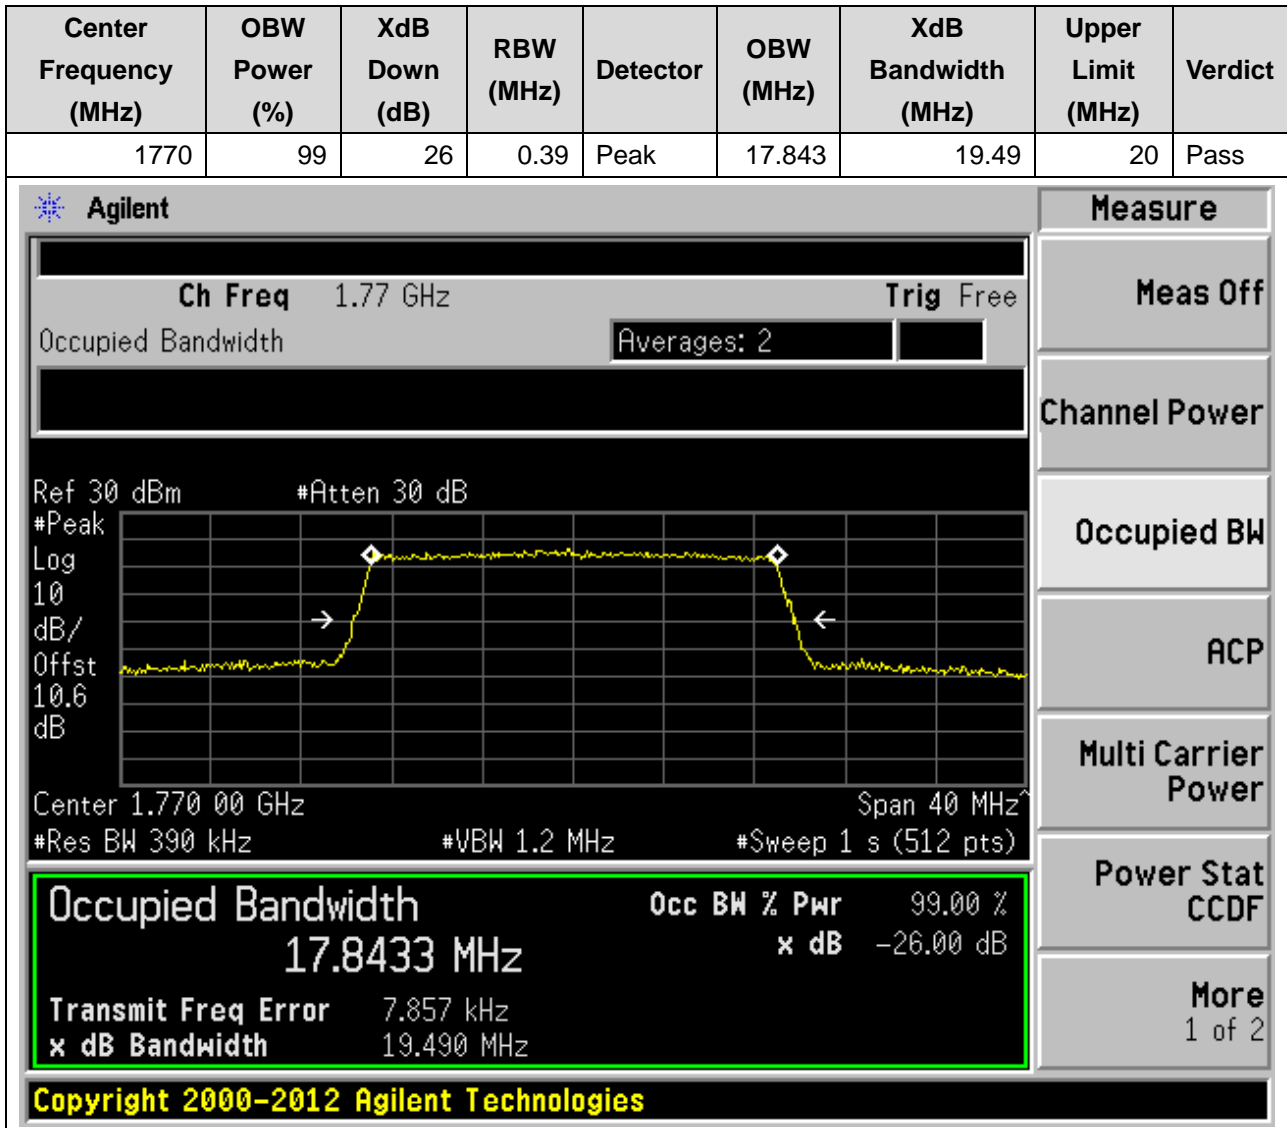 Center Frequency (MHz) OBW Power (%) XdB Down (dB) RBW (MHz) Detector OBW (MHz) XdB Bandwidth (MHz) Upper Limit (MHz) Verdict
1770 99 26 0.39 Peak 17.843 19.49 20 Pass
Agilent
Measure
Ch Freq 1.77 GHz Trig Free
Meas Off
Occupied Bandwidth Averages: 2
Channel Power
Ref 30 dBm #Atten 30 dB
#Peak
Log
10
dB/
Offst
10.6
dB
Occupied BW
ACP
Multi Carrier
Power
Center 1.770 00 GHz Span 40 MHz^
#Res BW 390 kHz #VBW 1.2 MHz #Sweep 1 s (512 pts)
Power Stat
CCDF
Occupied Bandwidth Occ BW % Pwr 99.00 %
17.8433 MHz x dB -26.00 dB
Transmit Freq Error 7.857 kHz
x dB Bandwidth 19.490 MHz
More
1 of 2
Copyright 2000-2012 Agilent Technologies